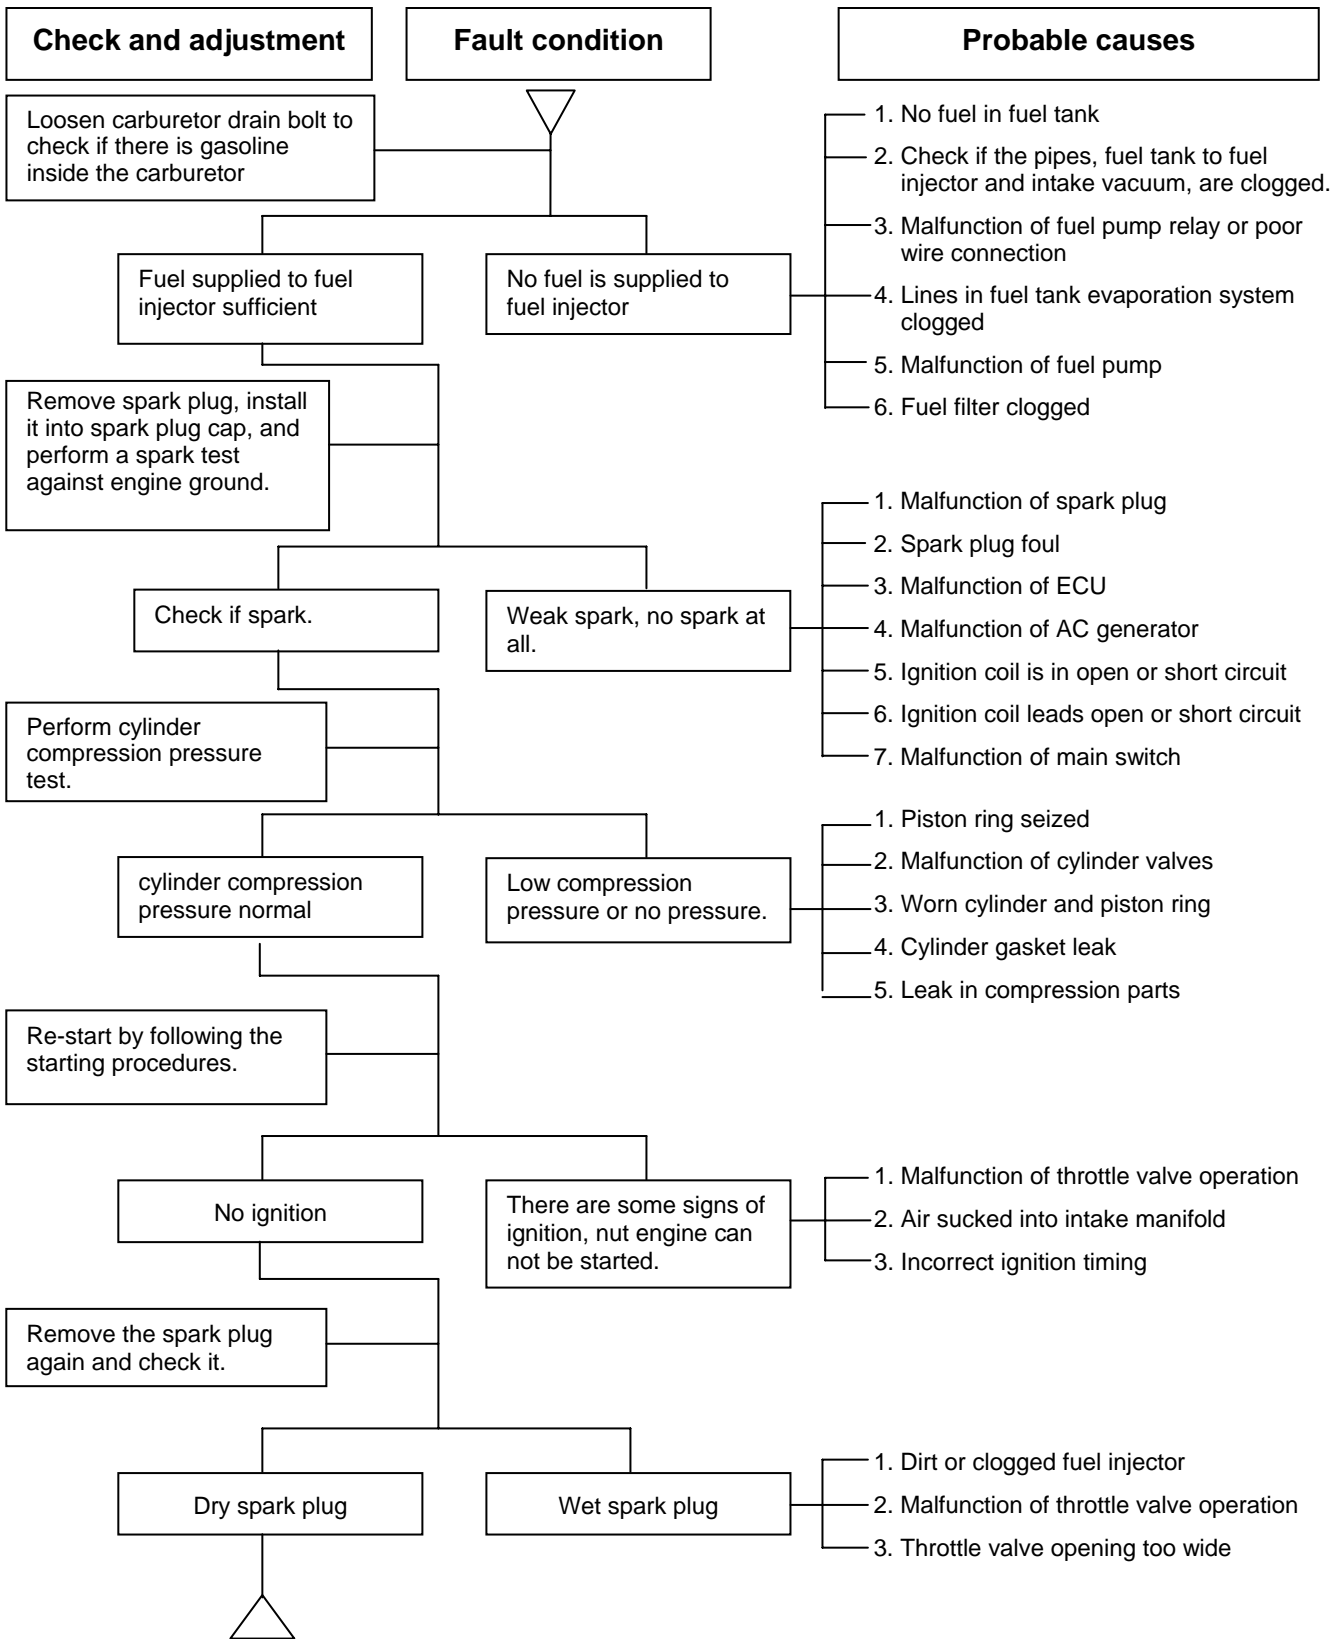 Check and adjustment
Fault condition
Probable causes
Loosen carburetor drain bolt to
check if there is gasoline
inside the carburetor
1. No fuel in fuel tank
2. Check if the pipes, fuel tank to fuel
injector and intake vacuum, are clogged.
3. Malfunction of fuel pump relay or poor
wire connection
4. Lines in fuel tank evaporation system
clogged
5. Malfunction of fuel pump
6. Fuel filter clogged
Fuel supplied to fuel
injector sufficient
No fuel is supplied to
fuel injector
Remove spark plug, install
it into spark plug cap, and
perform a spark test
against engine ground.
1. Malfunction of spark plug
2. Spark plug foul
3. Malfunction of ECU
4. Malfunction of AC generator
5. Ignition coil is in open or short circuit
6. Ignition coil leads open or short circuit
7. Malfunction of main switch
Check if spark.
Weak spark, no spark at
all.
Perform cylinder
compression pressure
test.
1. Piston ring seized
2. Malfunction of cylinder valves
3. Worn cylinder and piston ring
4. Cylinder gasket leak
5. Leak in compression parts
cylinder compression
pressure normal
Low compression
pressure or no pressure.
Re-start by following the
starting procedures.
No ignition
There are some signs of
ignition, nut engine can
not be started.
1. Malfunction of throttle valve operation
2. Air sucked into intake manifold
3. Incorrect ignition timing
Remove the spark plug
again and check it.
Dry spark plug
Wet spark plug
1. Dirt or clogged fuel injector
2. Malfunction of throttle valve operation
3. Throttle valve opening too wide